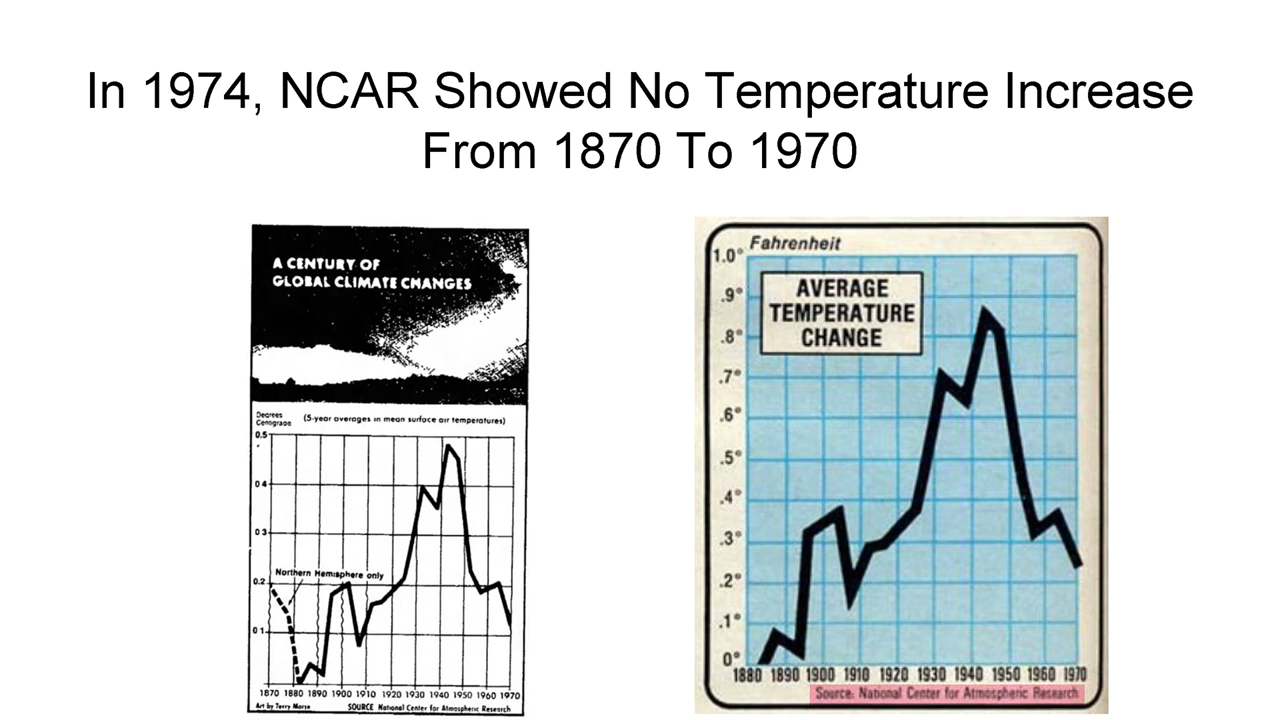 In 1974, NCAR Showed No Temperature Increase
From 1870 To 1970
A CENTURY OF
GLOBAL CLIMATE CHANGES
Degrees
Centigrade
(5-year averages in mean surface air temperatures)
0.5
0.4
0.3
0.2
0.1
Northern Hemisphere only
1870 1880 1890 1900 1910 1920 1930 1940 1950 1960 1970
Art by Terry Morse
SOURCE National Center for Atmospheric Research
Fahrenheit
1.0°
.9°
.8°
.7°
.6°
.5°
.4°
.3°
.2°
.1°
0°
AVERAGE
TEMPERATURE
CHANGE
1880 1890 1900 1910 1920 1930 1940 1950 1960 1970
Source: National Center for Atmospheric Research